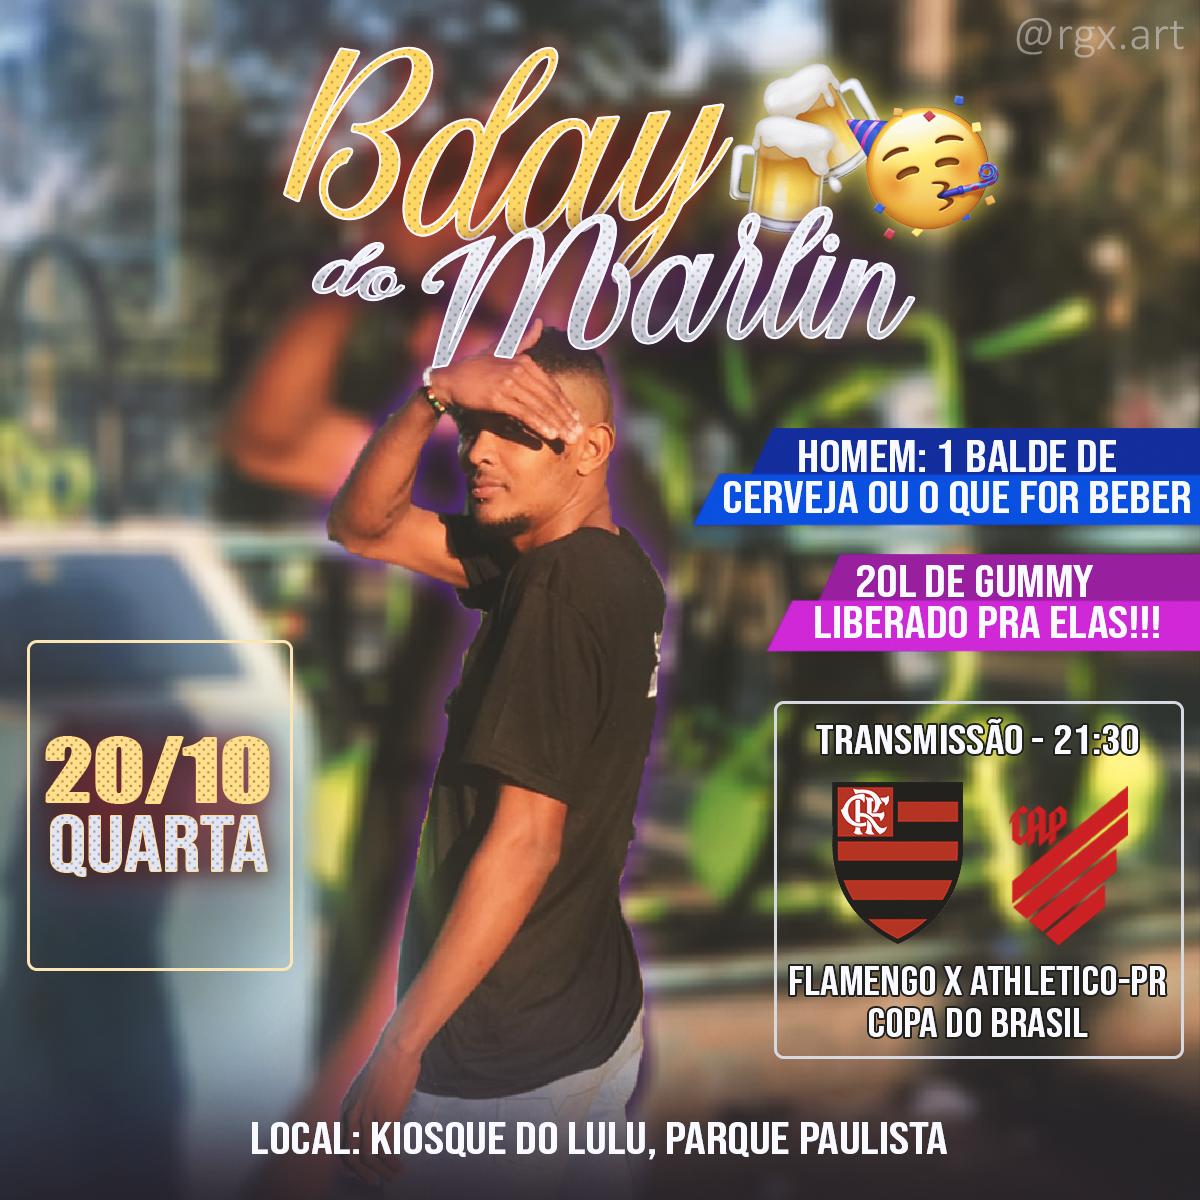 @rgx.art
Bday
do Marlin
HOMEM: 1 BALDE DE
CERVEJA OU O QUE FOR BEBER
20L DE GUMMY
LIBERADO PRA ELAS!!!
20/10
QUARTA
TRANSMISSÃO - 21:30
CRF
CAP
FLAMENGO X ATHLETICO-PR
COPA DO BRASIL
LOCAL: KIOSQUE DO LULU, PARQUE PAULISTA